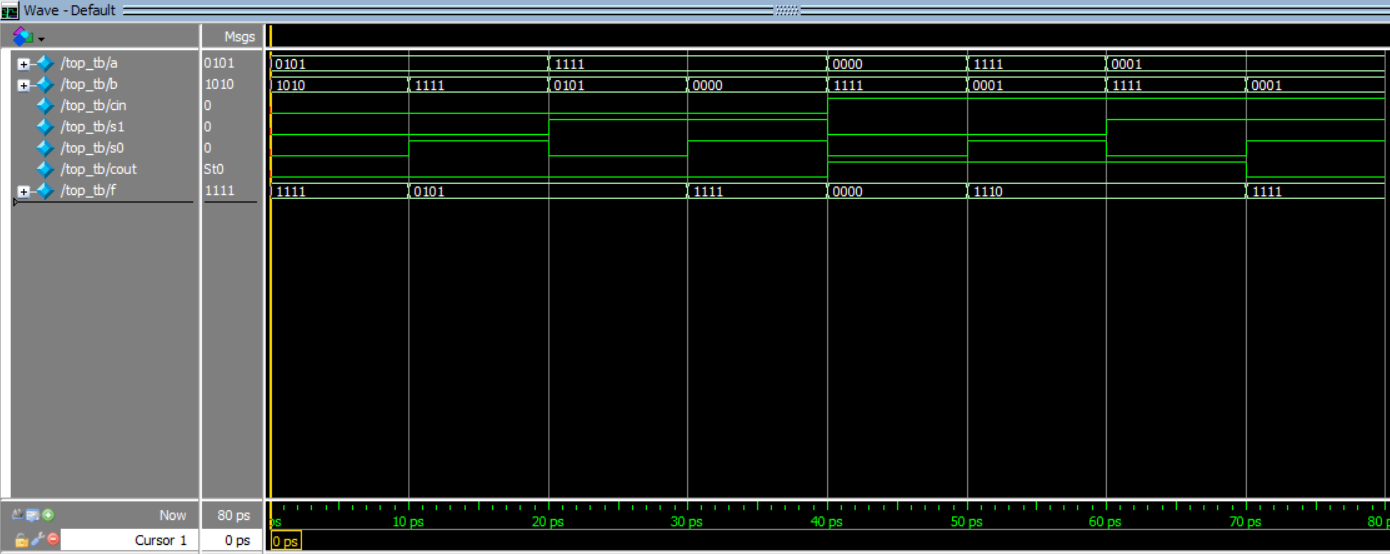 Wave - Default
Msgs
/top_tb/a 0101 0101 1111 0000 1111 0001
/top_tb/b 1010 1010 1111 0101 0000 1111 0001 1111 0001
/top_tb/cin 0
/top_tb/s1 0
/top_tb/s0 0
/top_tb/cout St0
/top_tb/f 1111 1111 0101 1111 0000 1110 1111
Now 80 ps ps 10 ps 20 ps 30 ps 40 ps 50 ps 60 ps 70 ps 80 p
Cursor 1 0 ps 0 ps